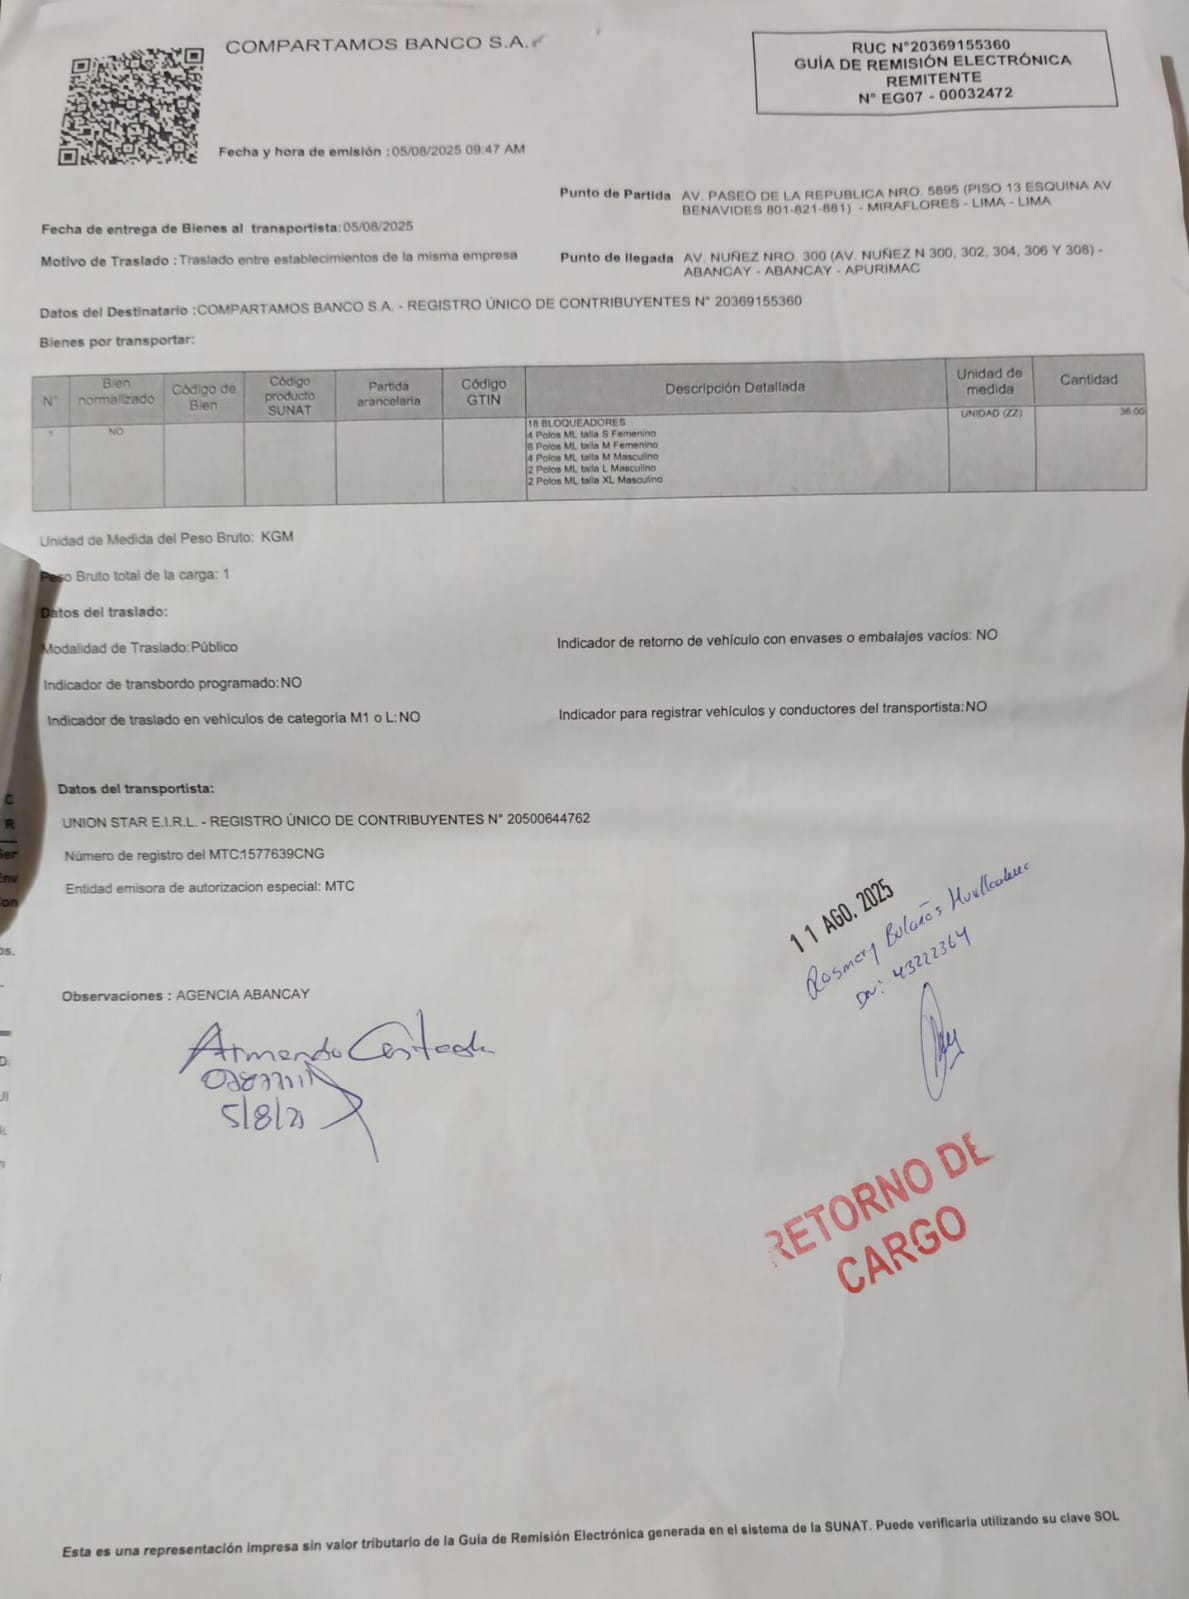 COMPARTAMOS BANCO S.A.
RUC N°20369155360
GUÍA DE REMISIÓN ELECTRÓNICA
REMITENTE
N° EG07 - 00032472
Fecha y hora de emisión :05/08/2025 09:47 AM
Punto de Partida AV. PASEO DE LA REPUBLICA NRO. 5895 (PISO 13 ESQUINA AV
BENAVIDES 801-821-881) - MIRAFLORES - LIMA - LIMA
Fecha de entrega de Bienes al transportista:05/08/2025
Motivo de Traslado :Traslado entre establecimientos de la misma empresa
Punto de llegada AV. NUÑEZ NRO. 300 (AV. NUÑEZ N 300, 302, 304, 306 Y 308) -
ABANCAY - ABANCAY - APURIMAC
Datos del Destinatario :COMPARTAMOS BANCO S.A. - REGISTRO ÚNICO DE CONTRIBUYENTES N° 20369155360
Bienes por transportar:
N° Bien normalizado Código de Bien Código producto SUNAT Partida arancelaria Código GTIN Descripción Detallada Unidad de medida Cantidad
1 NO 18 BLOQUEADORES UNIDAD (ZZ) 36.00
4 Polos ML talla S Femenino
6 Polos ML talla M Femenino
4 Polos ML talla M Masculino
2 Polos ML talla L Masculino
2 Polos ML talla XL Masculino
Unidad de Medida del Peso Bruto: KGM
Peso Bruto total de la carga: 1
Datos del traslado:
Modalidad de Traslado:Público
Indicador de retorno de vehículo con envases o embalajes vacíos: NO
Indicador de transbordo programado:NO
Indicador de traslado en vehículos de categoría M1 o L:NO
Indicador para registrar vehículos y conductores del transportista:NO
Datos del transportista:
UNION STAR E.I.R.L. - REGISTRO ÚNICO DE CONTRIBUYENTES N° 20500644762
Número de registro del MTC:1577639CNG
Entidad emisora de autorizacion especial: MTC
11 AGO. 2025
Rosmery Bolaños
43222364
Observaciones : AGENCIA ABANCAY
Armando
5/8/25
RETORNO DE
CARGO
Esta es una representación impresa sin valor tributario de la Guia de Remisión Electrónica generada en el sistema de la SUNAT. Puede verificarla utilizando su clave SOL